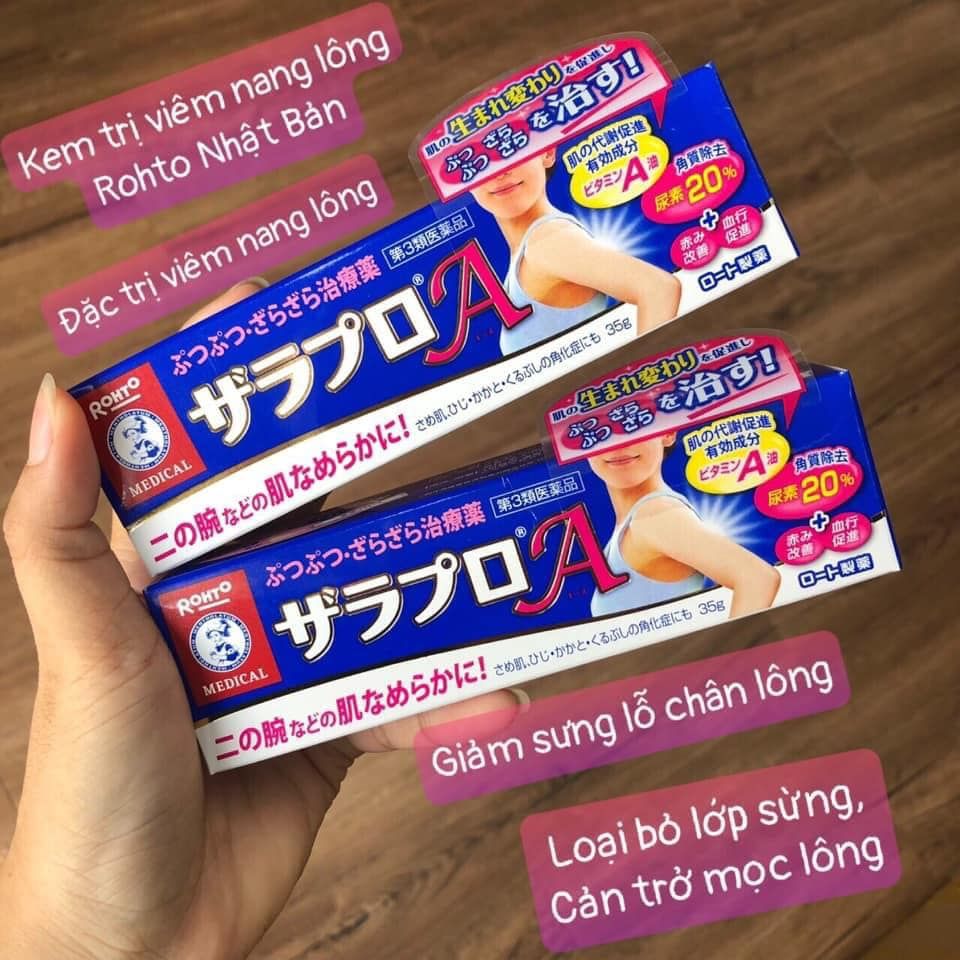 Kem trị viêm nang lông
Rohto Nhật Bản
Đặc trị viêm nang lông
肌の生まれ変わりを促進し
ぶつぶつ ざらざらを治す!
肌の代謝促進
有効成分
ビタミンA油
角質除去
尿素20%
+
赤み改善
血行促進
第3類医薬品
ぶつぶつ・ざらざら治療薬
ザラプロ®A
ロート製薬
ROHTO
MENTHOLATUM
MEDICAL
さめ肌、ひじ・かかと・くるぶしの角化症にも 35g
二の腕などの肌なめらかに!
肌の生まれ変わりを促進し
ぶつぶつ ざらざらを治す!
肌の代謝促進
有効成分
ビタミンA油
角質除去
尿素20%
+
赤み改善
血行促進
第3類医薬品
ぶつぶつ・ざらざら治療薬
ザラプロ®A
ロート製薬
ROHTO
MENTHOLATUM
MEDICAL
さめ肌、ひじ・かかと・くるぶしの角化症にも 35g
二の腕などの肌なめらかに!
Giảm sưng lỗ chân lông
Loại bỏ lớp sừng,
Cản trở mọc lông